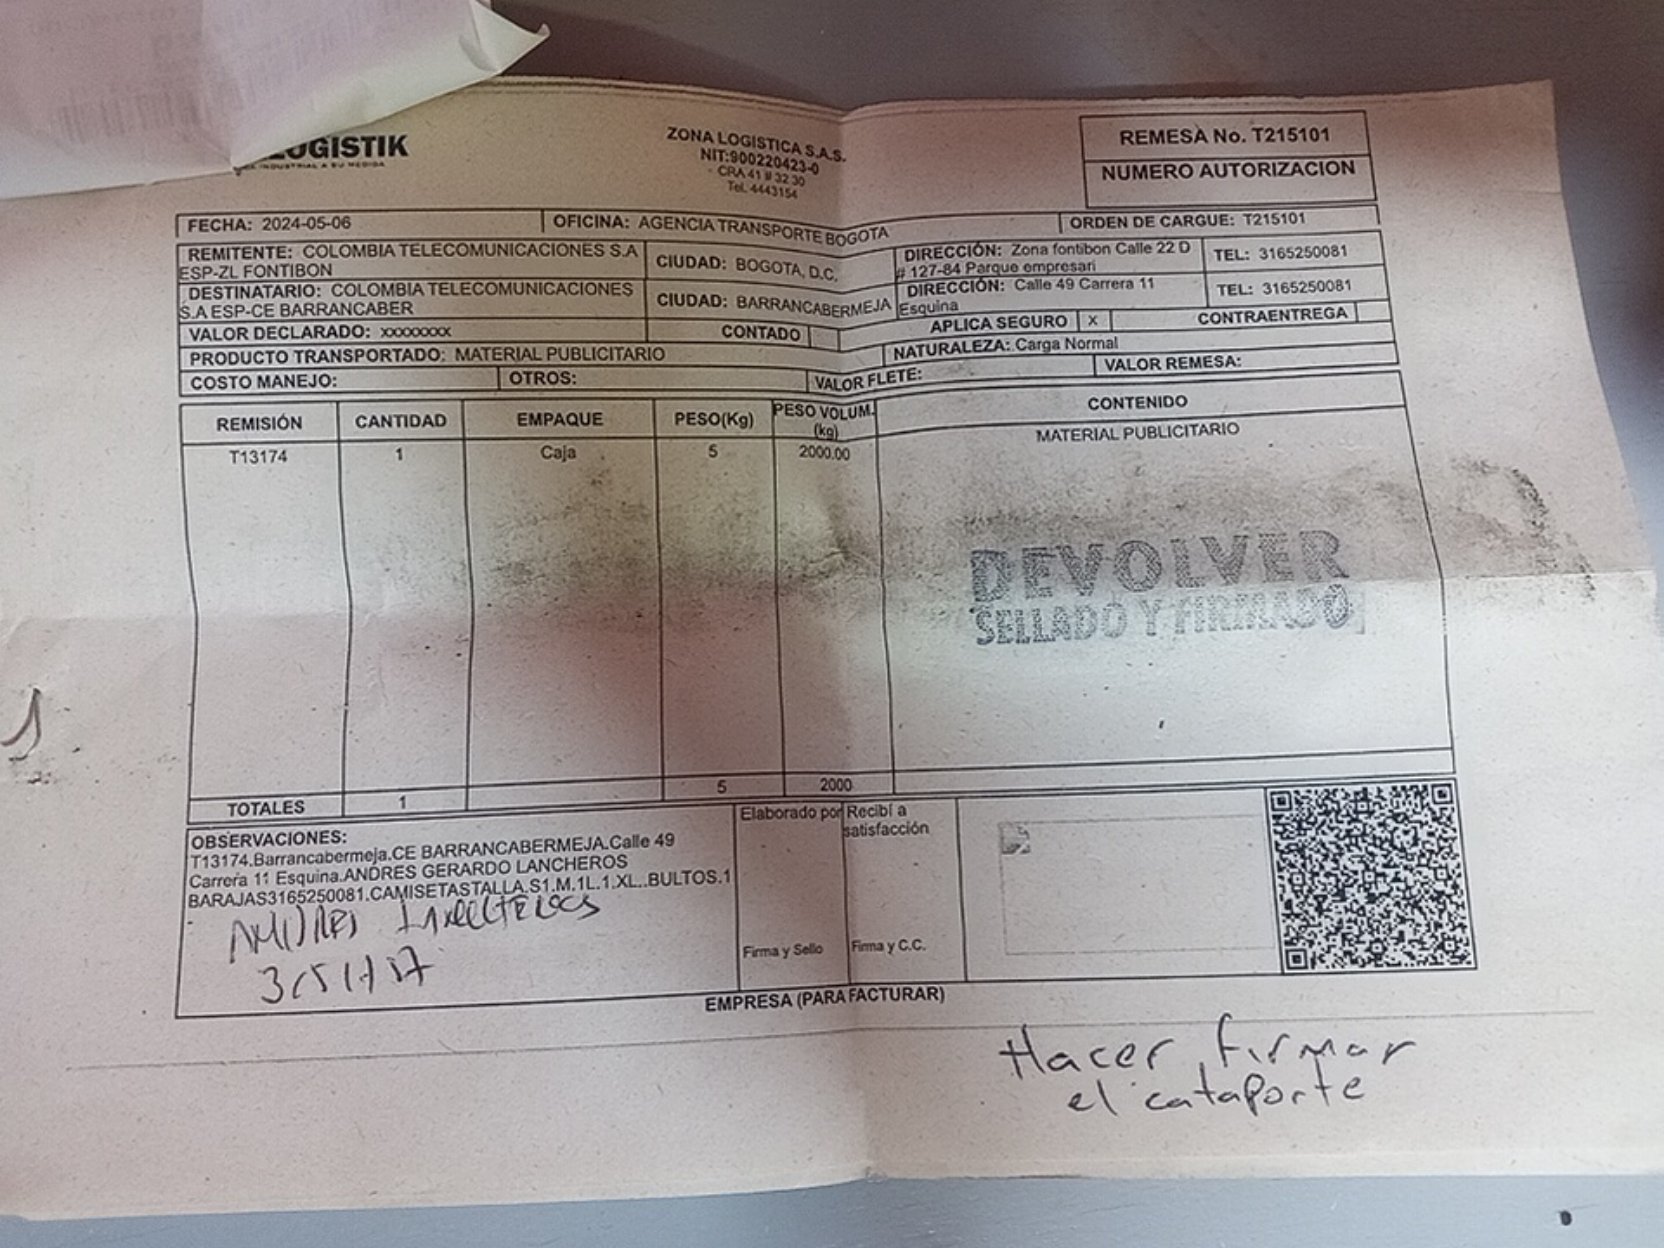 LOGISTIK
INDUSTRIAL A SU MEDIDA
ZONA LOGISTICA S.A.S.
NIT:900220423-0
CRA 41 # 32 30
Tel. 4443154
REMESA No. T215101
NUMERO AUTORIZACION
FECHA: 2024-05-06 OFICINA: AGENCIA TRANSPORTE BOGOTA ORDEN DE CARGUE: T215101
REMITENTE: COLOMBIA TELECOMUNICACIONES S.A
ESP-ZL FONTIBON
CIUDAD: BOGOTA, D.C,
DIRECCIÓN: Zona fontibon Calle 22 D
# 127-84 Parque empresari
TEL: 3165250081
DESTINATARIO: COLOMBIA TELECOMUNICACIONES
S.A ESP-CE BARRANCABER
CIUDAD: BARRANCABERMEJA
DIRECCIÓN: Calle 49 Carrera 11
Esquina
TEL: 3165250081
VALOR DECLARADO: xxxxxxxx CONTADO APLICA SEGURO x CONTRAENTREGA
PRODUCTO TRANSPORTADO: MATERIAL PUBLICITARIO NATURALEZA: Carga Normal
COSTO MANEJO: OTROS: VALOR FLETE: VALOR REMESA:
REMISIÓN CANTIDAD EMPAQUE PESO(Kg) PESO VOLUM. CONTENIDO
(kg)
T13174 1 Caja 5 2000.00 MATERIAL PUBLICITARIO
DEVOLVER
SELLADO Y FIRMADO
1
TOTALES 1 5 2000
OBSERVACIONES:
T13174.Barrancabermeja.CE BARRANCABERMEJA.Calle 49
Carrera 11 Esquina.ANDRES GERARDO LANCHEROS
BARAJAS3165250081.CAMISETASTALLA.S1.M.1L.1.XL..BULTOS.1
Elaborado por
Firma y Sello
Recibí a
satisfacción
Firma y C.C.
EMPRESA (PARA FACTURAR)
Hacer firmar
el cataporte